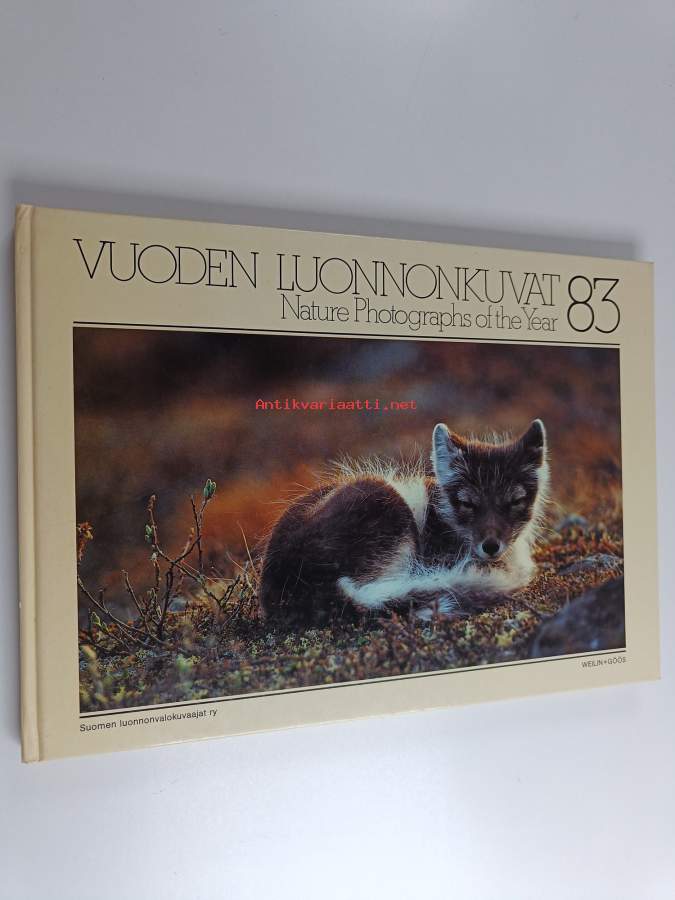 VUODEN LUONNONKUVAT 83
Nature Photographs of the Year
Antikvariaatti.net
WEILIN+GÖÖS
Suomen luonnonvalokuvaajat ry